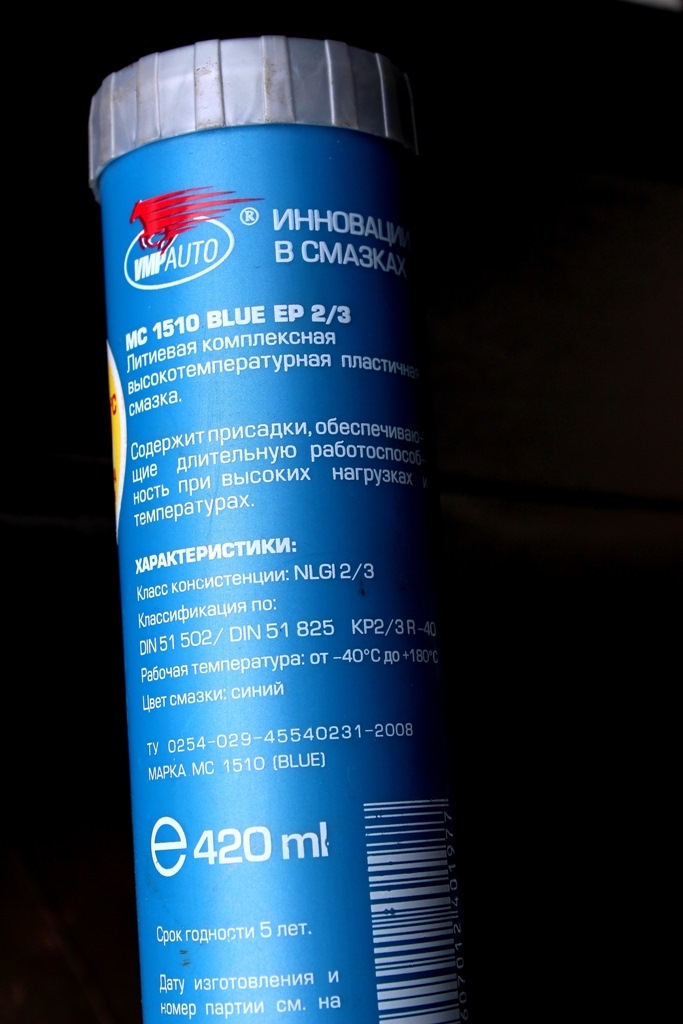 VMPAUTO ®
ИННОВАЦИИ
В СМАЗКАХ
МС 1510 BLUE EP 2/3
Литиевая комплексная
высокотемпературная пластичная
смазка.
Содержит присадки, обеспечиваю-
щие длительную работоспособ-
ность при высоких нагрузках и
температурах.
ХАРАКТЕРИСТИКИ:
Класс консистенции: NLGI 2/3
Классификация по:
DIN 51 502/ DIN 51 825 KP2/3 R-40
Рабочая температура: от -40°C до +180°C
Цвет смазки: синий
ТУ 0254-029-45540231-2008
МАРКА МС 1510 (BLUE)
e 420 ml
Срок годности 5 лет.
Дату изготовления и
номер партии см. на
607012 401977